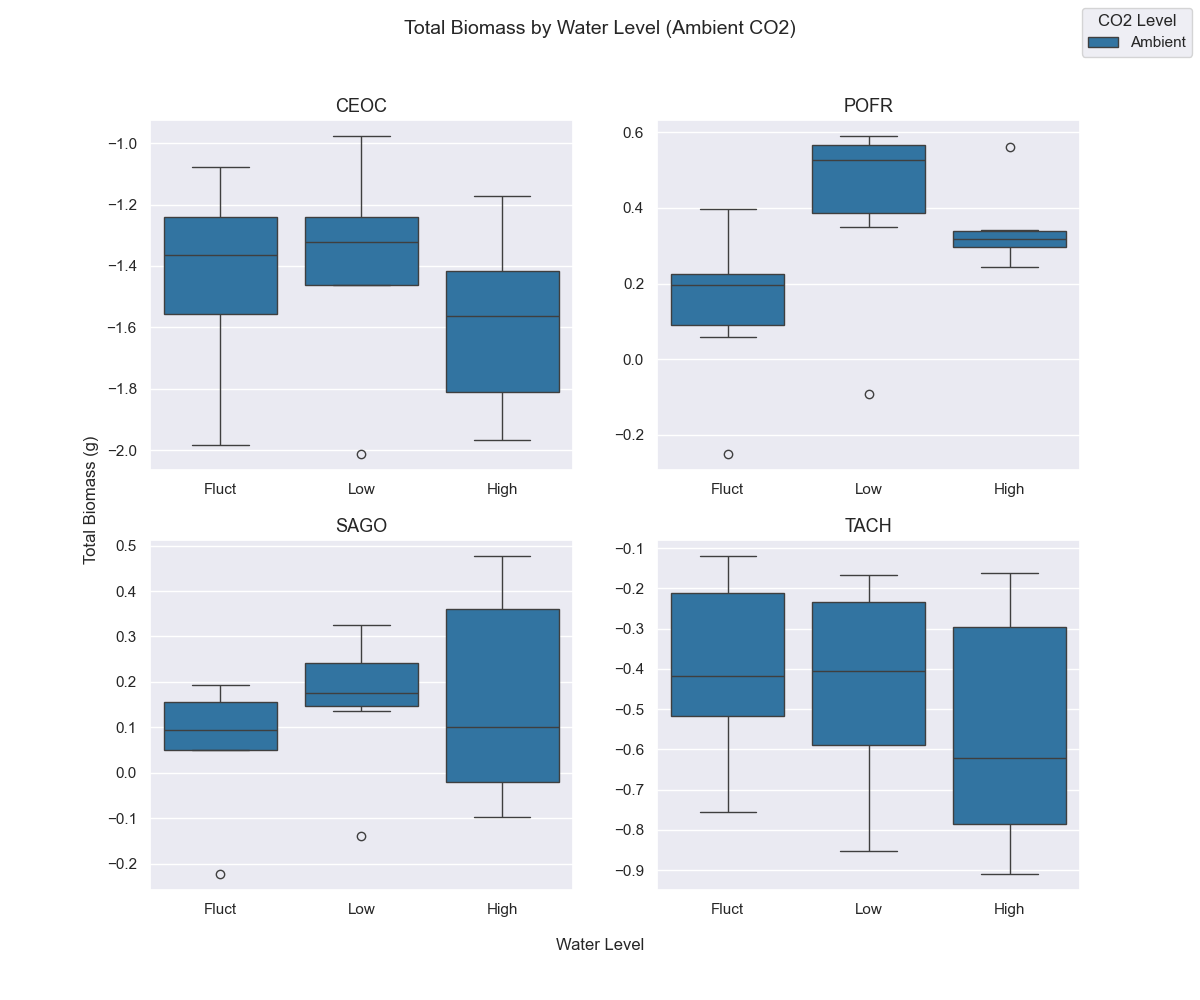 Total Biomass by Water Level (Ambient CO2)
CO2 Level
Ambient
CEOC
−1.0
−1.2
−1.4
−1.6
−1.8
−2.0
Fluct Low High
POFR
0.6
0.4
0.2
0.0
−0.2
Fluct Low High
Total Biomass (g)
SAGO
0.5
0.4
0.3
0.2
0.1
0.0
−0.1
−0.2
Fluct Low High
TACH
−0.1
−0.2
−0.3
−0.4
−0.5
−0.6
−0.7
−0.8
−0.9
Fluct Low High
Water Level